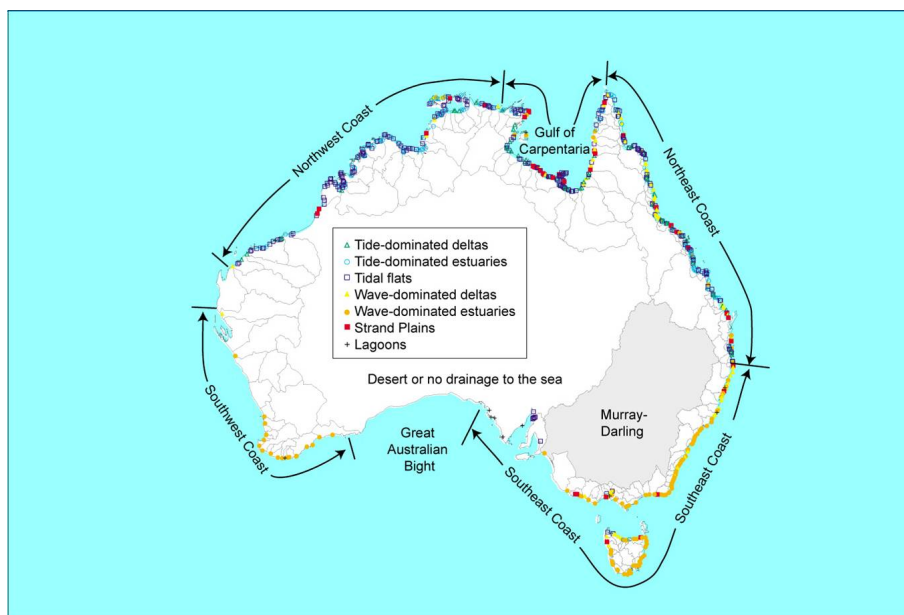 Northwest Coast
Gulf of
Carpentaria
Northeast Coast
Tide-dominated deltas
Tide-dominated estuaries
Tidal flats
Wave-dominated deltas
Wave-dominated estuaries
Strand Plains
Lagoons
Desert or no drainage to the sea
Murray-
Darling
Southwest Coast
Great
Australian
Bight
Southeast Coast
Southeast Coast